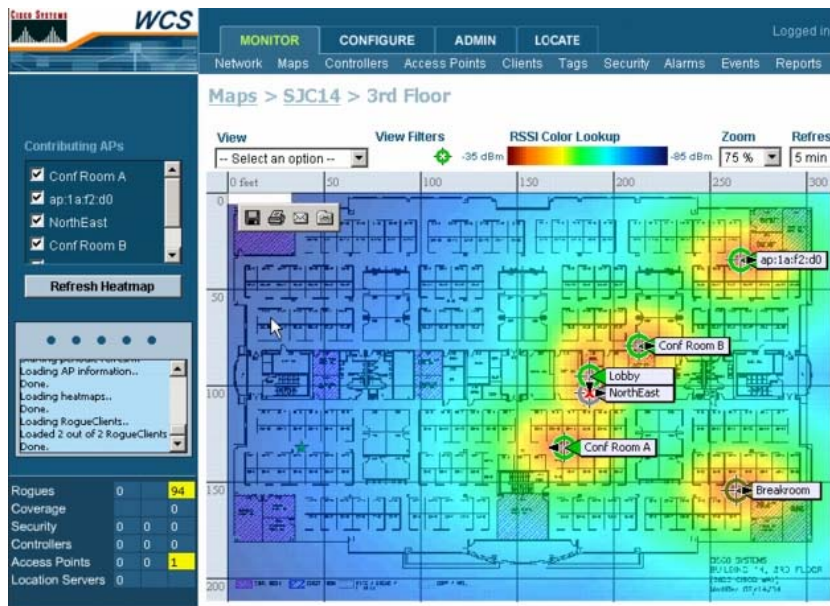 CISCO SYSTEMS
WCS
MONITOR CONFIGURE ADMIN LOCATE
Logged in
Network Maps Controllers Access Points Clients Tags Security Alarms Events Reports
Maps > SJC14 > 3rd Floor
View View Filters RSSI Color Lookup Zoom Refres
-- Select an option -- -35 dBm -85 dBm 75 % 5 min
Contributing APs
Conf Room A
ap:1a:f2:d0
NorthEast
Conf Room B
Refresh Heatmap
Loading AP information..
Done.
Loading heatmaps..
Done.
Loading RogueClients..
Loaded 2 out of 2 RogueClients
Done.
Rogues 0 94
Coverage 0
Security 0 0 0
Controllers 0 0 0
Access Points 0 0 1
Location Servers 0
0 feet 50 100 150 200 250 300
0
50
100
150
200
ap:1a:f2:d0
Conf Room B
Lobby
NorthEast
Conf Room A
Breakroom
CISCO SYSTEMS
BUILDING 14, 3RD FLOOR